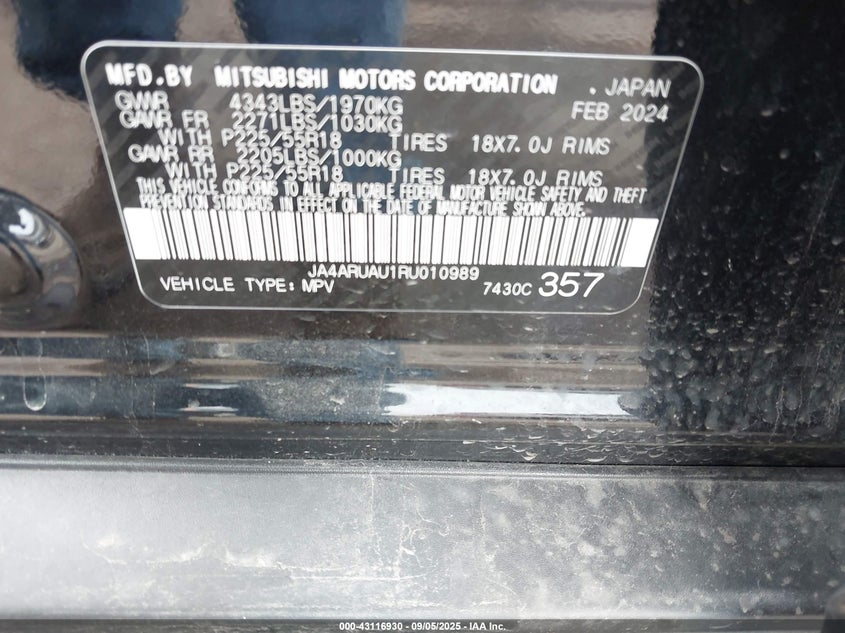 MFD.BY MITSUBISHI MOTORS CORPORATION . JAPAN
GVWR 4343LBS/1970KG FEB 2024
GAWR FR 2271LBS/1030KG
WITH P225/55R18 TIRES 18X7.0J RIMS
GAWR RR 2205LBS/1000KG
WITH P225/55R18 TIRES 18X7.0J RIMS
THIS VEHICLE CONFORMS TO ALL APPLICABLE FEDERAL MOTOR VEHICLE SAFETY AND THEFT
PREVENTION STANDARDS IN EFFECT ON THE DATE OF MANUFACTURE SHOWN ABOVE.
JA4ARUAU1RU010989
VEHICLE TYPE: MPV 7430C 357
000-43116930 - 09/05/2025 - IAA Inc.